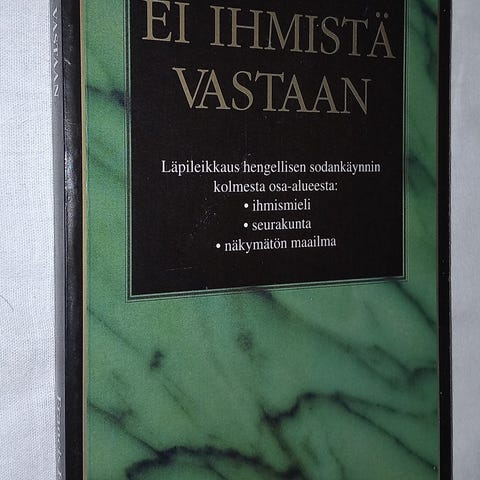 EI IHMISTÄ
VASTAAN
Läpileikkaus hengellisen sodankäynnin
kolmesta osa-alueesta:
• ihmismieli
• seurakunta
• näkymätön maailma
VASTAAN